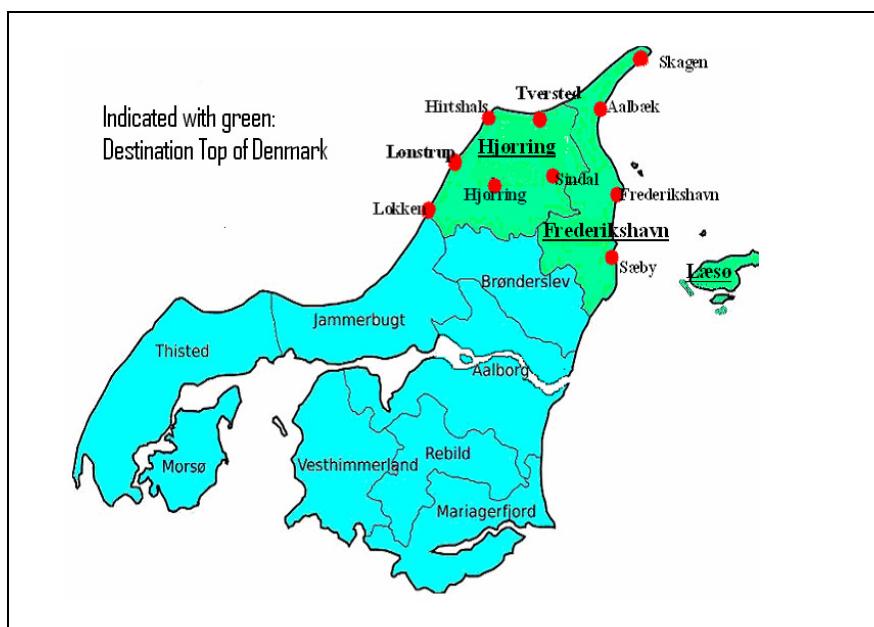 Skagen
Tversted
Hirtshals
Aalbæk
Indicated with green:
Destination Top of Denmark
Hjørring
Lonstrup
Sindal
Hjørring
Frederikshavn
Lokken
Frederikshavn
Sæby
Læsø
Brønderslev
Jammerbugt
Thisted
Aalborg
Rebild
Morsø
Vesthimmerland
Mariagerfjord